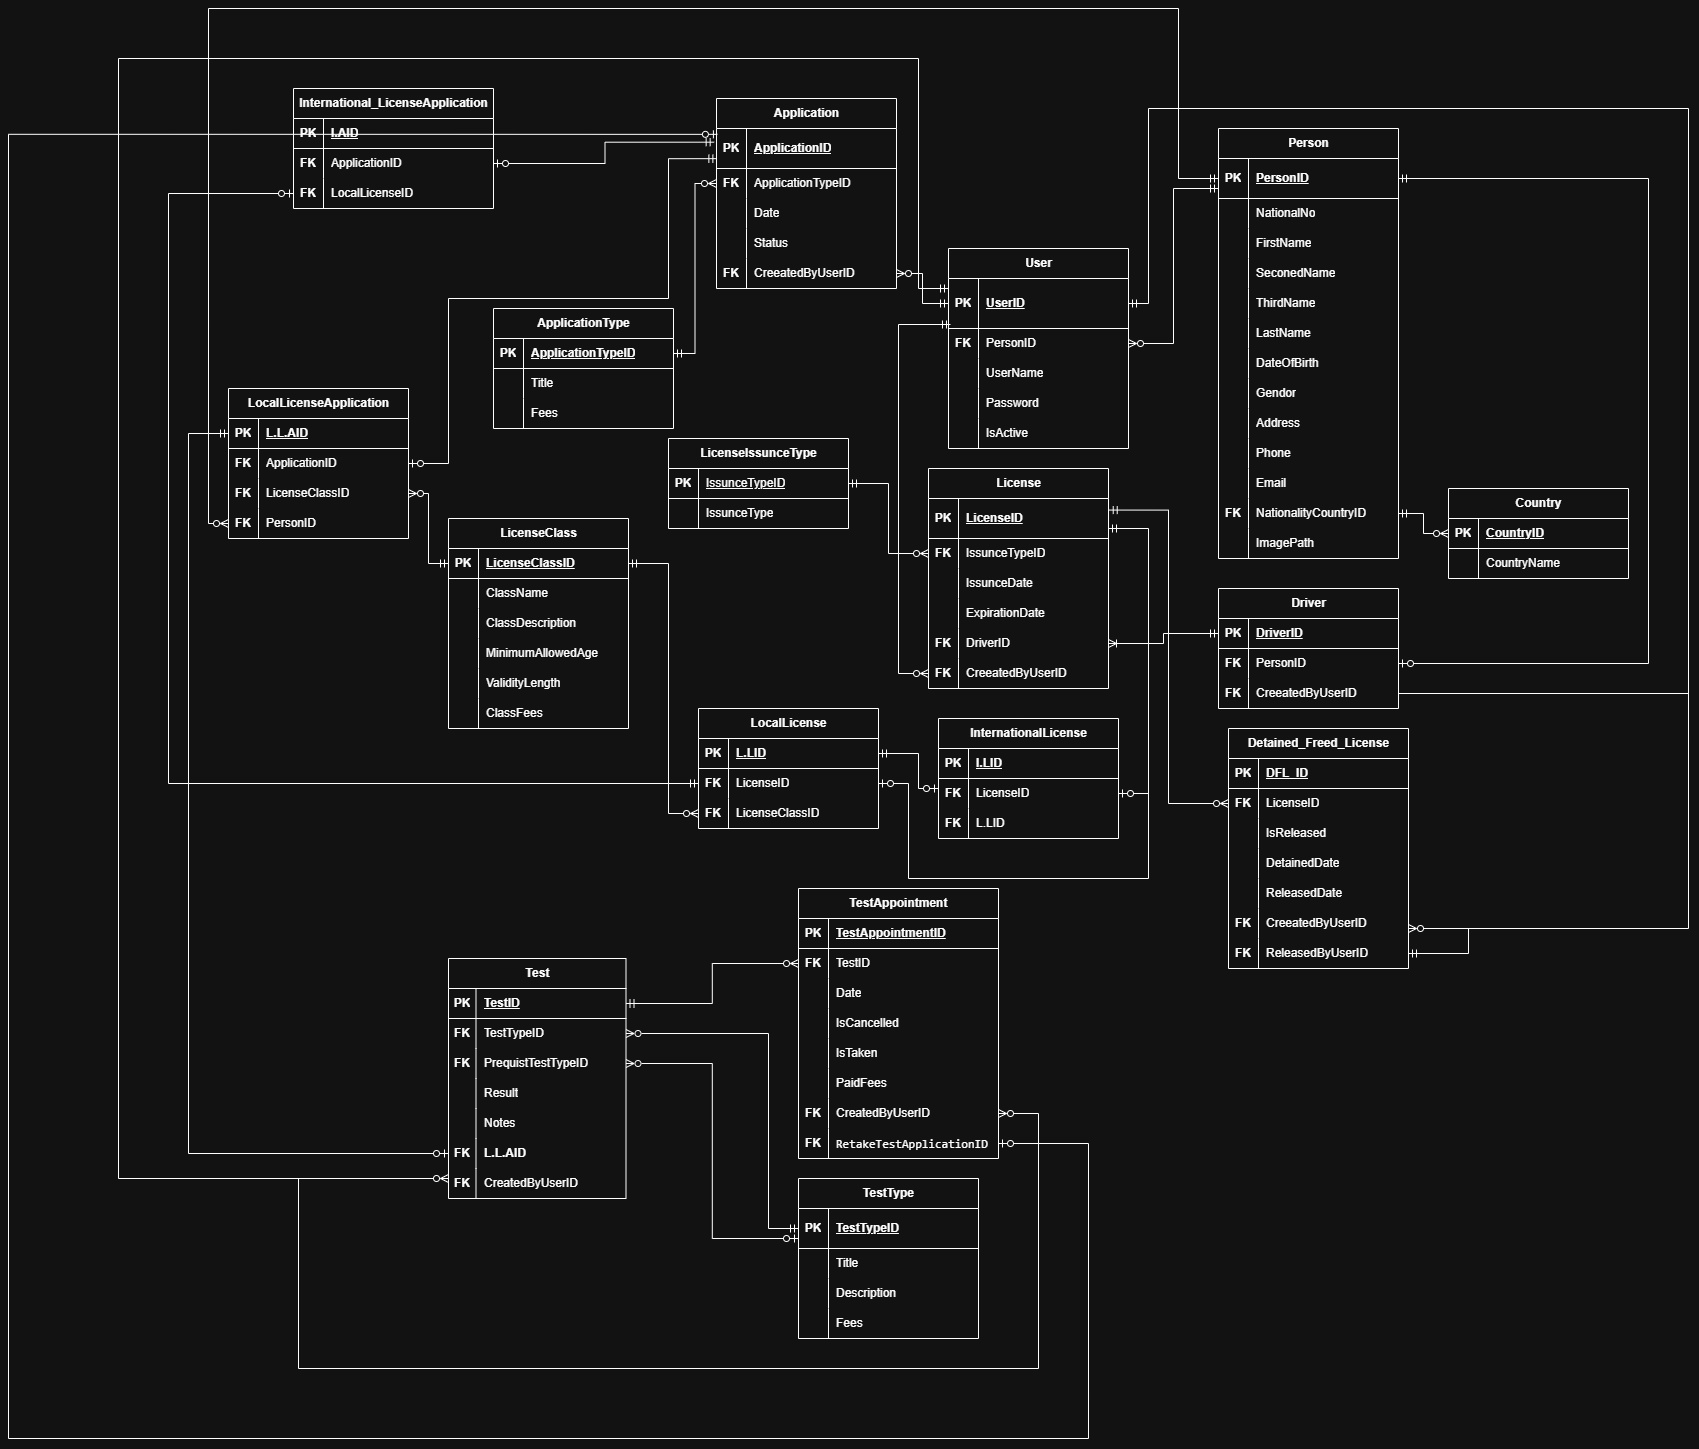 International_LicenseApplication
PK I.AID
FK ApplicationID
FK LocalLicenseID
Application
PK ApplicationID
FK ApplicationTypeID
Date
Status
FK CreeatedByUserID
Person
PK PersonID
NationalNo
FirstName
SeconedName
ThirdName
LastName
DateOfBirth
Gendor
Address
Phone
Email
FK NationalityCountryID
ImagePath
User
PK UserID
FK PersonID
UserName
Password
IsActive
ApplicationType
PK ApplicationTypeID
Title
Fees
LocalLicenseApplication
PK L.L.AID
FK ApplicationID
FK LicenseClassID
FK PersonID
LicenseIssunceType
PK IssunceTypeID
IssunceType
License
PK LicenseID
FK IssunceTypeID
IssunceDate
ExpirationDate
FK DriverID
FK CreeatedByUserID
Country
PK CountryID
CountryName
LicenseClass
PK LicenseClassID
ClassName
ClassDescription
MinimumAllowedAge
ValidityLength
ClassFees
Driver
PK DriverID
FK PersonID
FK CreeatedByUserID
LocalLicense
PK L.LID
FK LicenseID
FK LicenseClassID
InternationalLicense
PK I.LID
FK LicenseID
FK L.LID
Detained_Freed_License
PK DFL_ID
FK LicenseID
IsReleased
DetainedDate
ReleasedDate
FK CreeatedByUserID
FK ReleasedByUserID
TestAppointment
PK TestAppointmentID
FK TestID
Date
IsCancelled
IsTaken
PaidFees
FK CreatedByUserID
FK RetakeTestApplicationID
Test
PK TestID
FK TestTypeID
FK PrequistTestTypeID
Result
Notes
FK L.L.AID
FK CreatedByUserID
TestType
PK TestTypeID
Title
Description
Fees